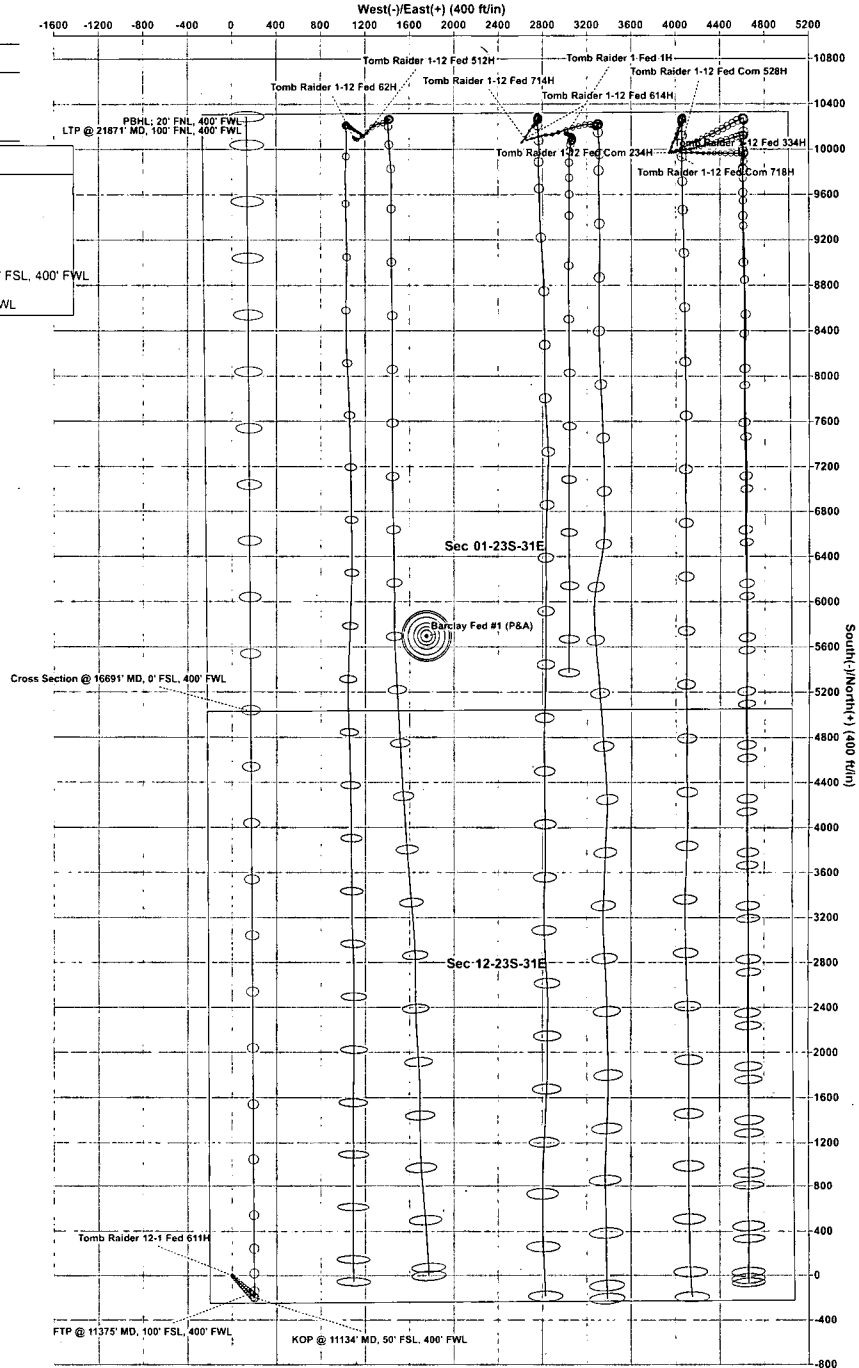 West(-)/East(+) (400 ft/in)
-1600 -1200 -800 -400 0 400 800 1200 1600 2000 2400 2800 3200 3600 4000 4400 4800 5200
10800
Tomb Raider 1-12 Fed 512H
Tomb Raider 1-Fed 1H
Tomb Raider 1-12 Fed 62H
Tomb Raider 1-12 Fed 714H
Tomb Raider 1-12 Fed Com 528H
Tomb Raider 1-12 Fed 614H
10400
PBHL; 20' FNL, 400' FWL
LTP @ 21871' MD, 100' FNL, 400' FWL
Tomb Raider 1-12 Fed 334H
10000
Tomb Raider 1-12 Fed Com 234H
Tomb Raider 1-12 Fed Com 718H
9600
9200
' FSL, 400' FWL
8800
WL
8400
8000
7600
7200
6800
Sec 01-23S-31E
6400
6000
Barclay Fed #1 (P&A)
5600
Cross Section @ 16691' MD, 0' FSL, 400' FWL
5200
South(-)/North(+) (400 ft/in)
4800
4400
4000
3600
3200
Sec 12-23S-31E
2800
2400
2000
1600
1200
800
Tomb Raider 12-1 Fed 611H
400
0
-400
FTP @ 11375' MD, 100' FSL, 400' FWL
KOP @ 11134' MD, 50' FSL, 400' FWL
-800